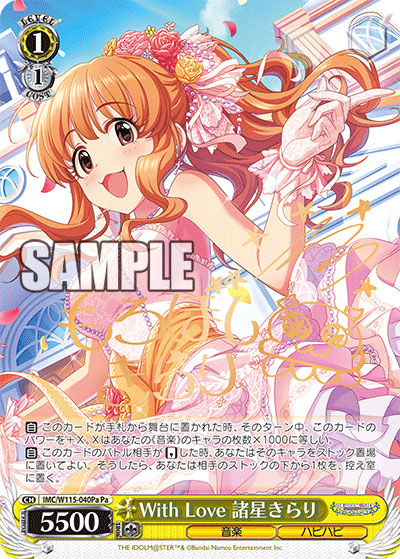 LEVEL
1
1
COST
SAMPLE
もろぼし
きらり
自 このカードが手札から舞台に置かれた時、そのターン中、このカードの
パワーを＋X。Xはあなたの《音楽》のキャラの枚数×1000に等しい。
自 このカードのバトル相手が【リバース】した時、あなたはそのキャラをストック置場
に置いてよい。そうしたら、あなたは相手のストックの下から1枚を、控え室
に置く。
CH IMC/W115-040Pa Pa
5500
With Love 諸星きらり
音楽 ハピハピ
THE IDOLM@STER™&©Bandai Namco Entertainment Inc.